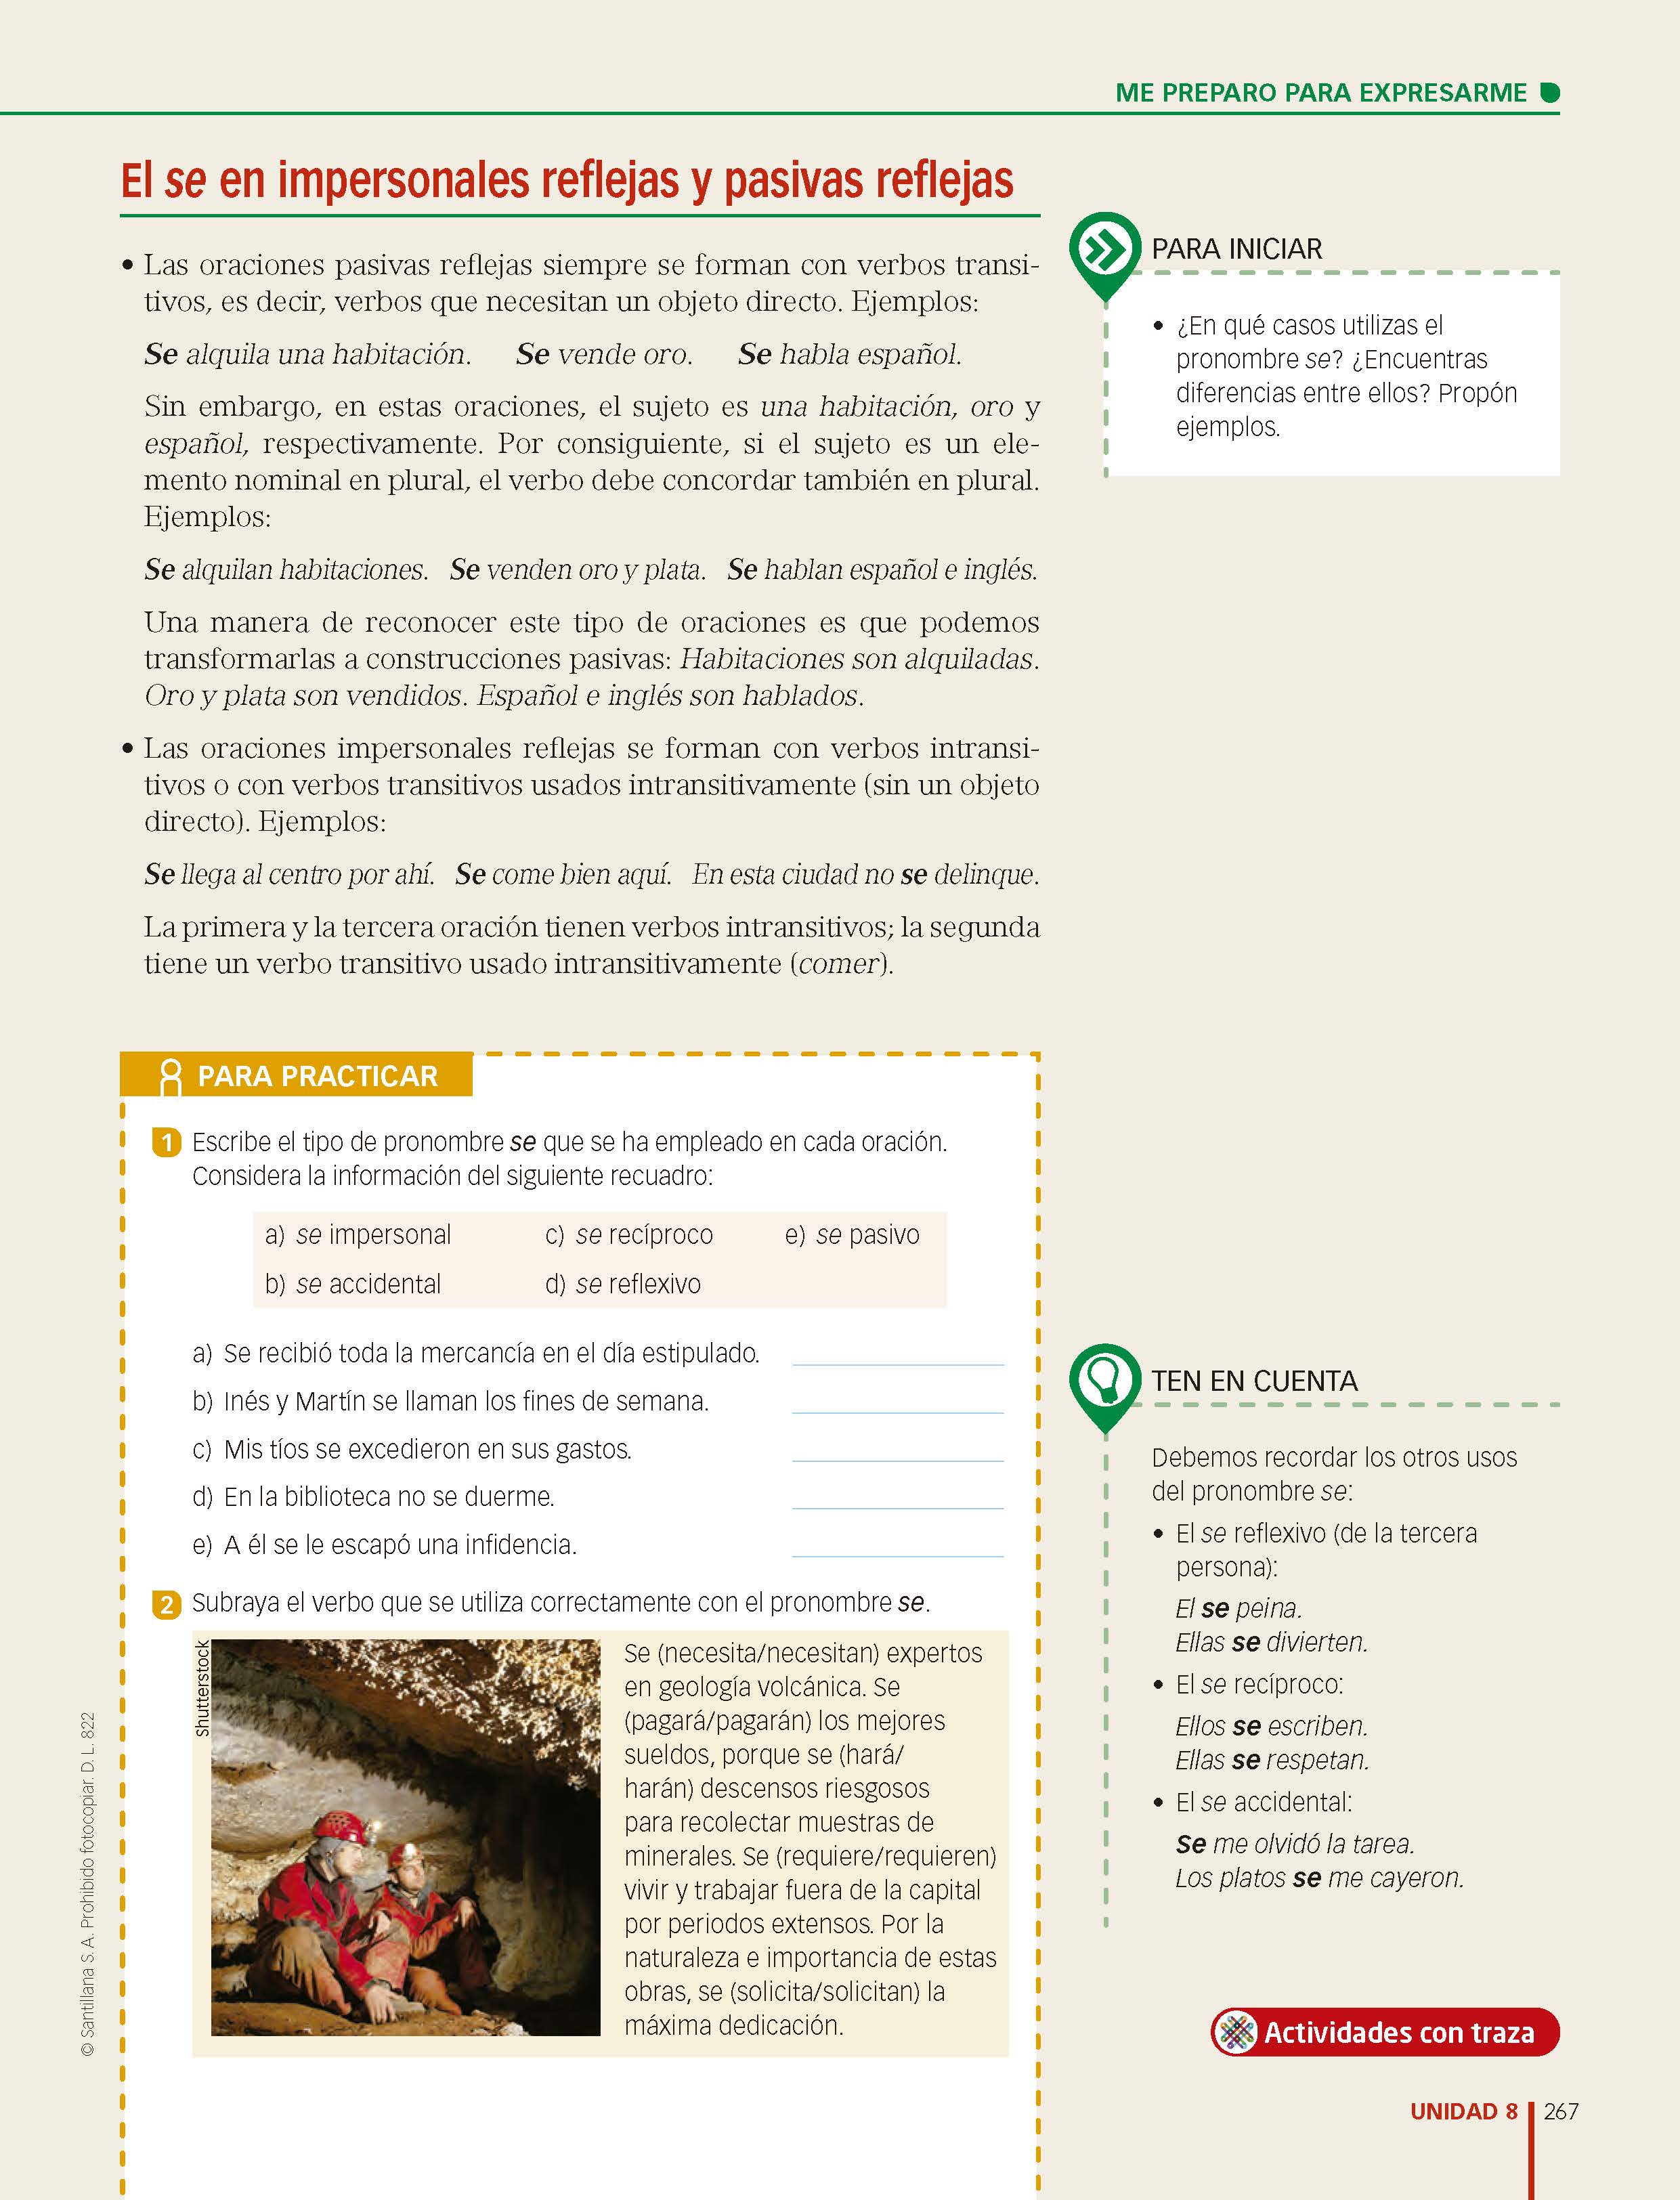 ME PREPARO PARA EXPRESARME
El se en impersonales reflejas y pasivas reflejas
• Las oraciones pasivas reflejas siempre se forman con verbos transi-
tivos, es decir, verbos que necesitan un objeto directo. Ejemplos:
Se alquila una habitación. Se vende oro. Se habla español.
Sin embargo, en estas oraciones, el sujeto es una habitación, oro y
español, respectivamente. Por consiguiente, si el sujeto es un ele-
mento nominal en plural, el verbo debe concordar también en plural.
Ejemplos:
Se alquilan habitaciones. Se venden oro y plata. Se hablan español e inglés.
Una manera de reconocer este tipo de oraciones es que podemos
transformarlas a construcciones pasivas: Habitaciones son alquiladas.
Oro y plata son vendidos. Español e inglés son hablados.
• Las oraciones impersonales reflejas se forman con verbos intransi-
tivos o con verbos transitivos usados intransitivamente (sin un objeto
directo). Ejemplos:
Se llega al centro por ahí. Se come bien aquí. En esta ciudad no se delinque.
La primera y la tercera oración tienen verbos intransitivos; la segunda
tiene un verbo transitivo usado intransitivamente (comer).
PARA INICIAR
• ¿En qué casos utilizas el
pronombre se? ¿Encuentras
diferencias entre ellos? Propón
ejemplos.
PARA PRACTICAR
1 Escribe el tipo de pronombre se que se ha empleado en cada oración.
Considera la información del siguiente recuadro:
a) se impersonal c) se recíproco e) se pasivo
b) se accidental d) se reflexivo
a) Se recibió toda la mercancía en el día estipulado.
b) Inés y Martín se llaman los fines de semana.
c) Mis tíos se excedieron en sus gastos.
d) En la biblioteca no se duerme.
e) A él se le escapó una infidencia.
2 Subraya el verbo que se utiliza correctamente con el pronombre se.
Shutterstock
Se (necesita/necesitan) expertos
en geología volcánica. Se
(pagará/pagarán) los mejores
sueldos, porque se (hará/
harán) descensos riesgosos
para recolectar muestras de
minerales. Se (requiere/requieren)
vivir y trabajar fuera de la capital
por periodos extensos. Por la
naturaleza e importancia de estas
obras, se (solicita/solicitan) la
máxima dedicación.
TEN EN CUENTA
Debemos recordar los otros usos
del pronombre se:
• El se reflexivo (de la tercera
persona):
El se peina.
Ellas se divierten.
• El se recíproco:
Ellos se escriben.
Ellas se respetan.
• El se accidental:
Se me olvidó la tarea.
Los platos se me cayeron.
Actividades con traza
© Santillana S. A. Prohibido fotocopiar. D. L. 822
UNIDAD 8 267